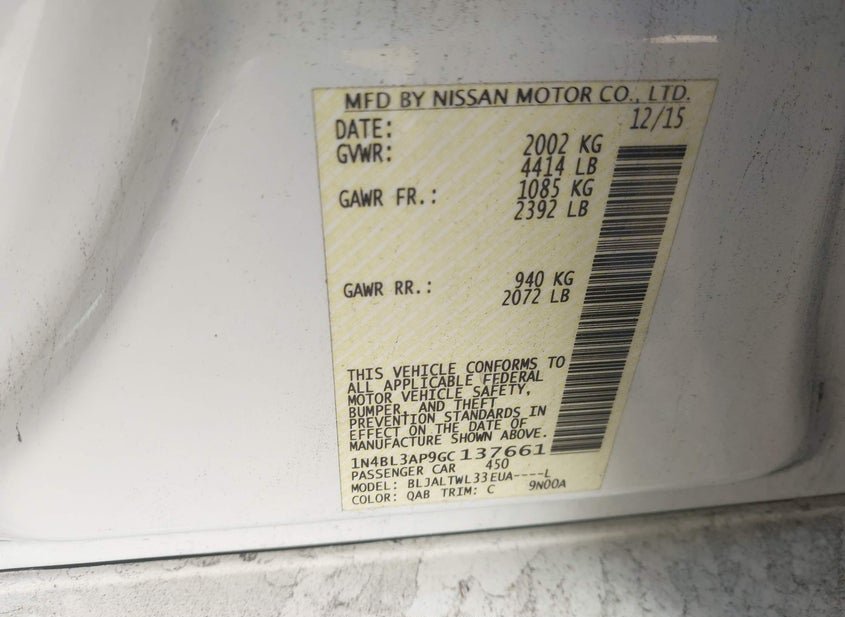 MFD BY NISSAN MOTOR CO., LTD.
DATE: 12/15
GVWR: 2002 KG
4414 LB
GAWR FR.: 1085 KG
2392 LB
GAWR RR.: 940 KG
2072 LB
THIS VEHICLE CONFORMS TO
ALL APPLICABLE FEDERAL
MOTOR VEHICLE SAFETY,
BUMPER, AND THEFT
PREVENTION STANDARDS IN
EFFECT ON THE DATE OF
MANUFACTURE SHOWN ABOVE.
1N4BL3AP9GC137661
PASSENGER CAR 450
MODEL: BLJALTWL33EUA----L
COLOR: QAB TRIM: C 9N00A